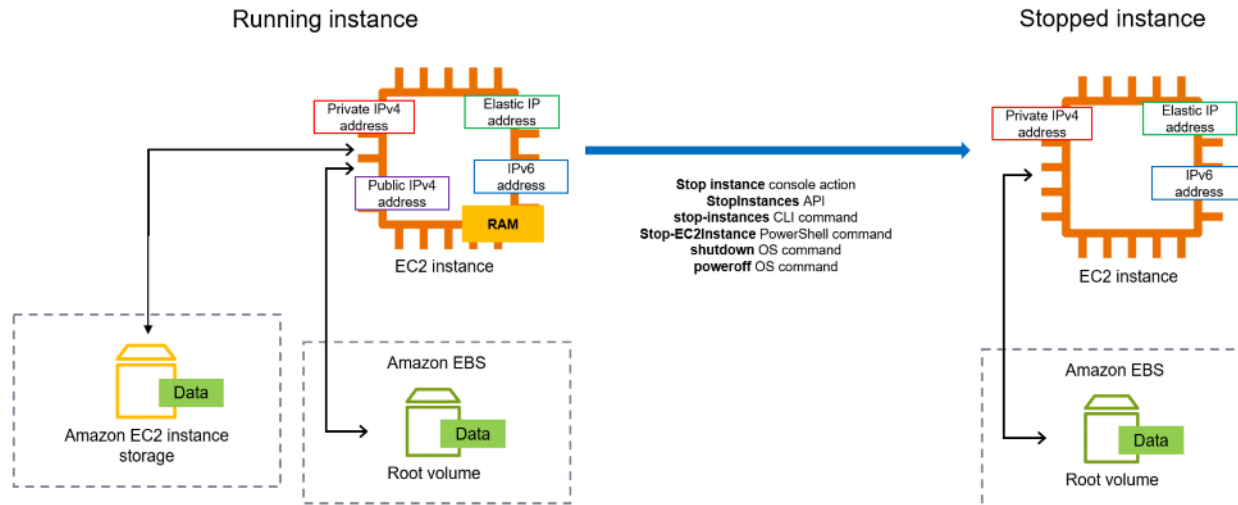 Running instance
Stopped instance
Private IPv4
address
Elastic IP
address
Public IPv4
address
IPv6
address
RAM
EC2 instance
Stop instance console action
StopInstances API
stop-instances CLI command
Stop-EC2Instance PowerShell command
shutdown OS command
poweroff OS command
Private IPv4
address
Elastic IP
address
IPv6
address
EC2 instance
Data
Amazon EC2 instance
storage
Amazon EBS
Data
Root volume
Amazon EBS
Data
Root volume